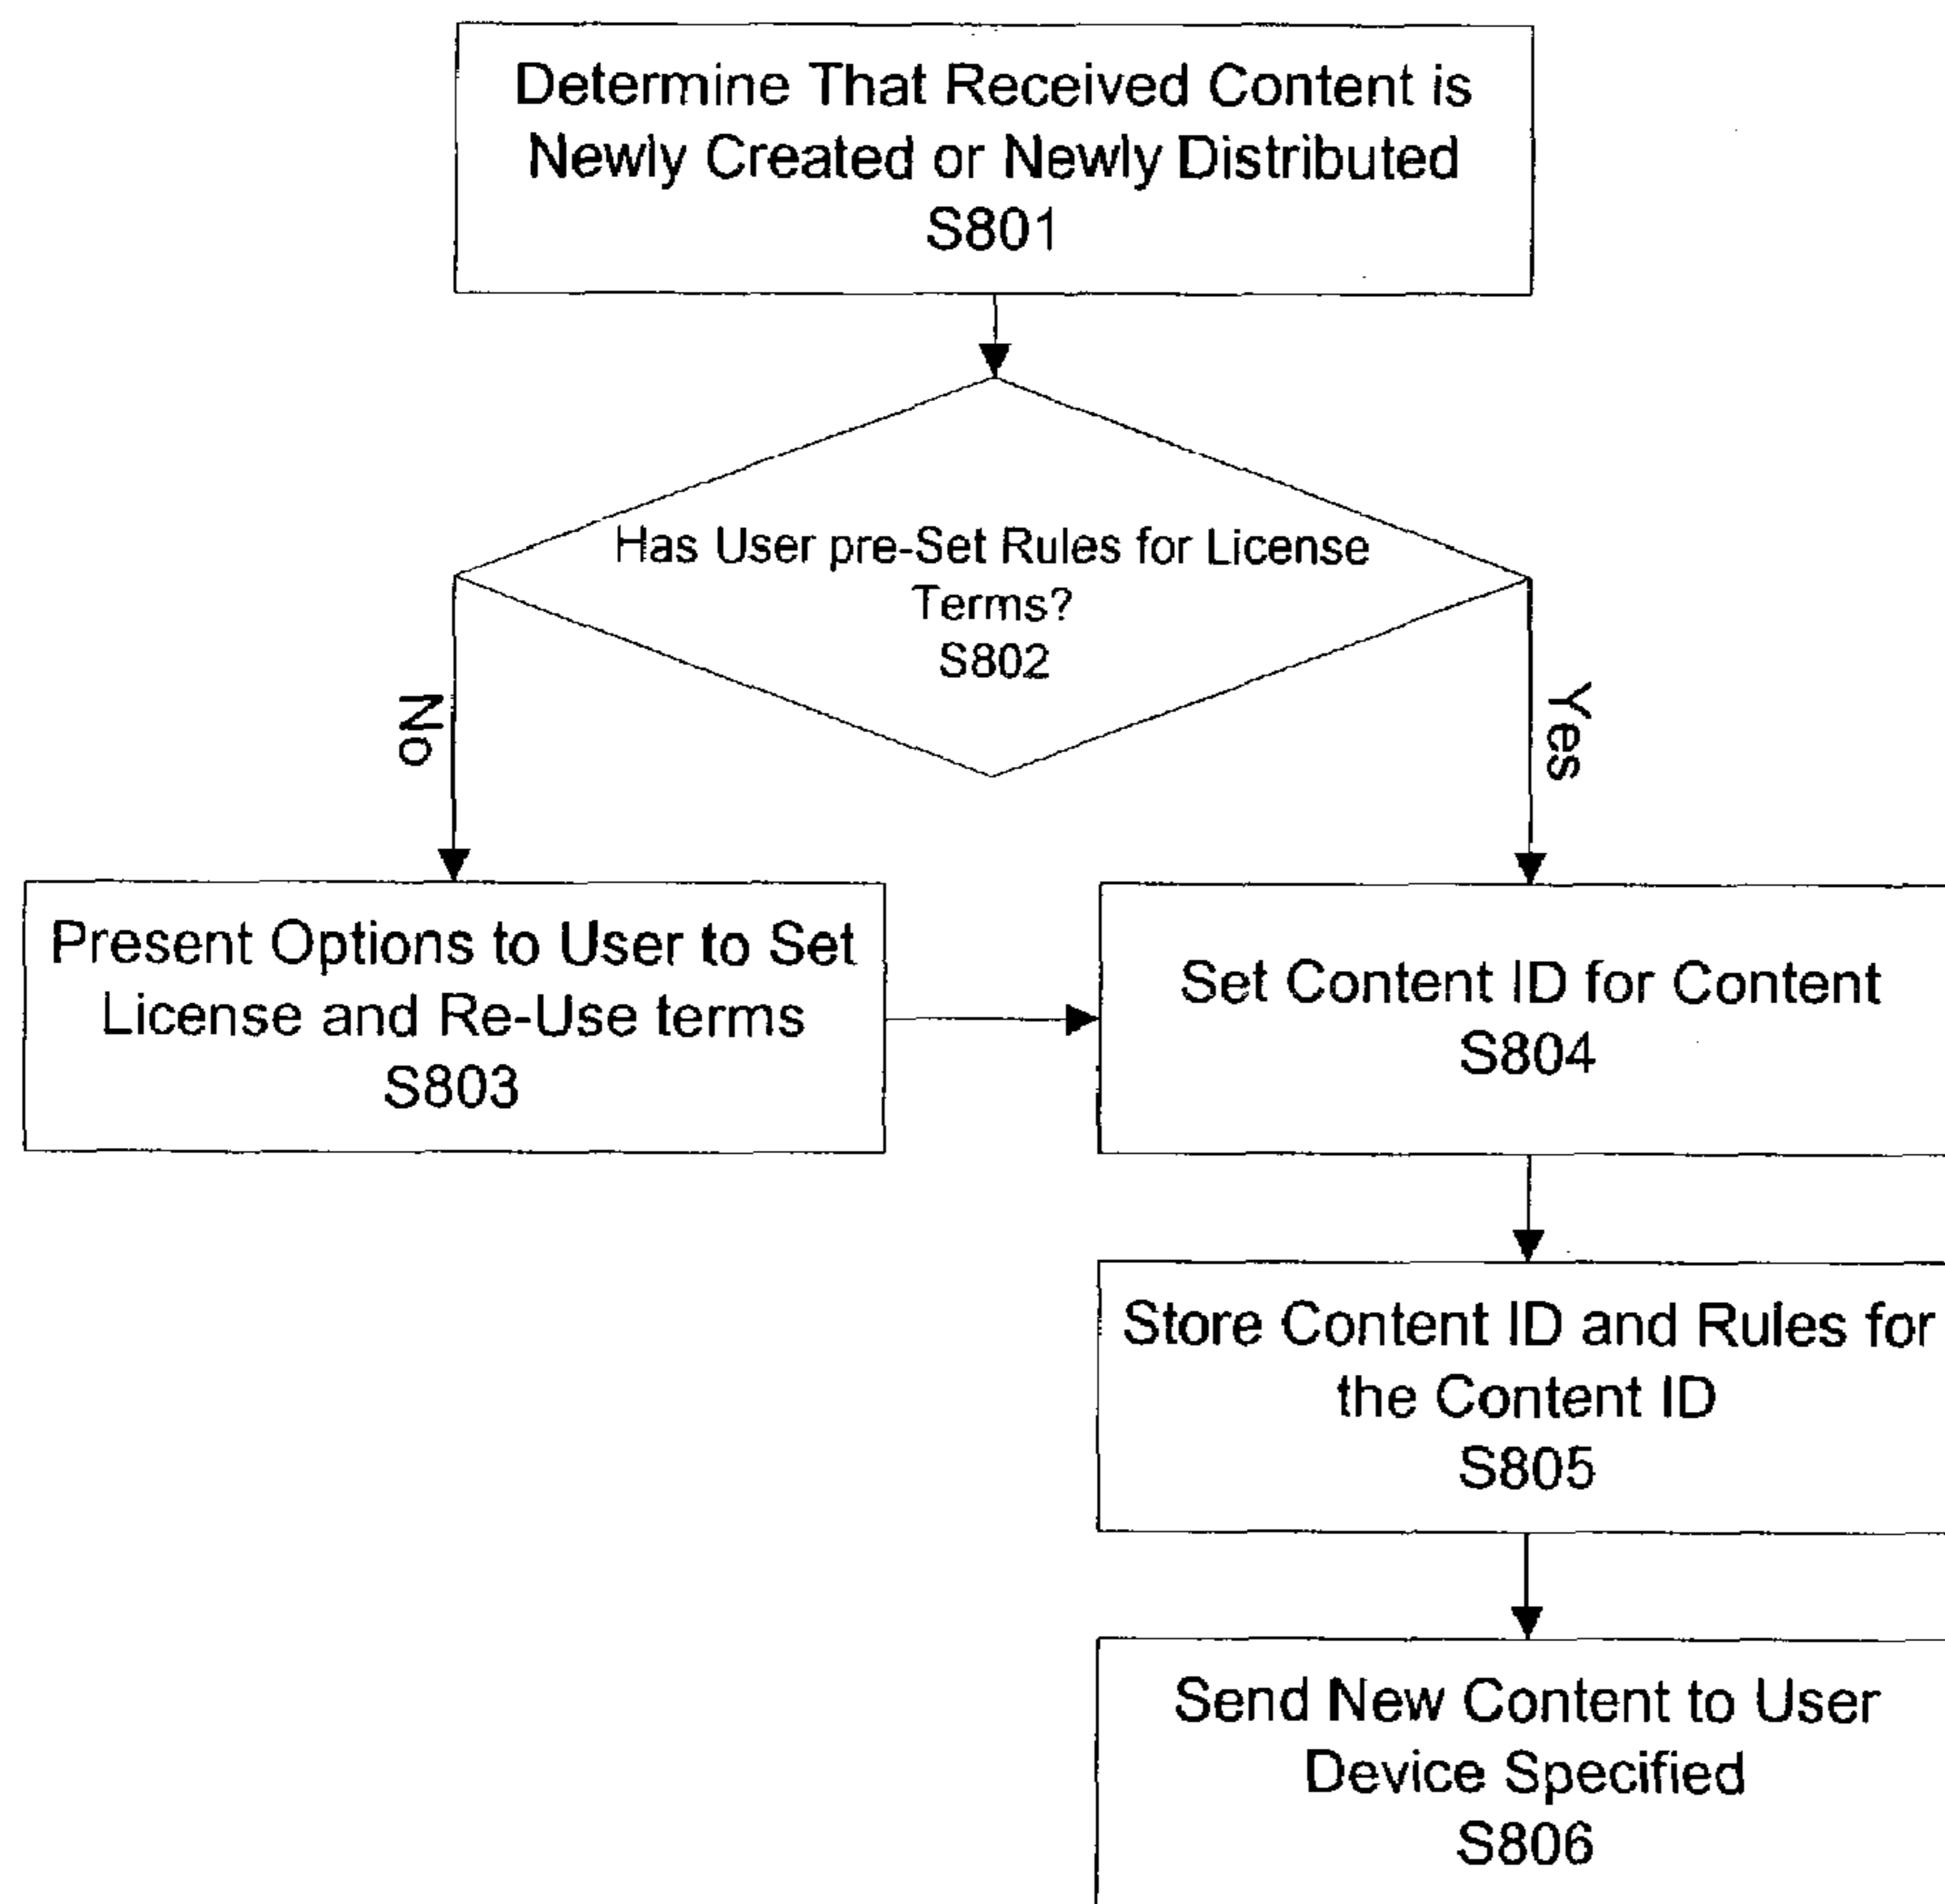 Determine That Received Content is
Newly Created or Newly Distributed
S801
Has User pre-Set Rules for License
Terms?
S802
No
Yes
Present Options to User to Set
License and Re-Use terms
S803
Set Content ID for Content
S804
Store Content ID and Rules for
the Content ID
S805
Send New Content to User
Device Specified
S806